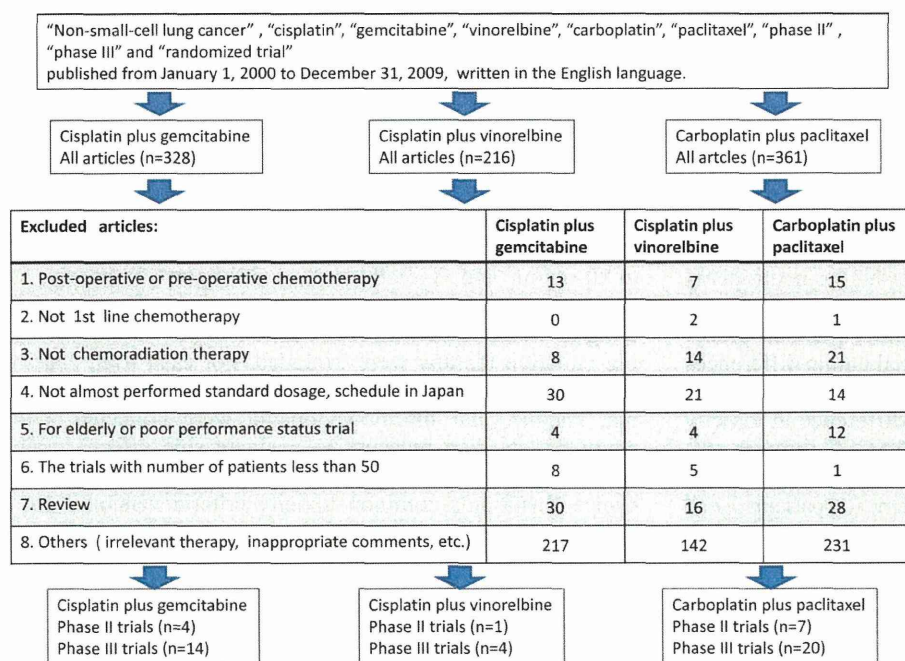 "Non-small-cell lung cancer" , "cisplatin", "gemcitabine", "vinorelbine", "carboplatin", "paclitaxel", "phase II" ,
"phase III" and "randomized trial"
published from January 1, 2000 to December 31, 2009, written in the English language.
Cisplatin plus gemcitabine
All articles (n=328)
Cisplatin plus vinorelbine
All articles (n=216)
Carboplatin plus paclitaxel
All artcles (n=361)
Excluded articles:
Cisplatin plus
gemcitabine
Cisplatin plus
vinorelbine
Carboplatin plus
paclitaxel
1. Post-operative or pre-operative chemotherapy 13 7 15
2. Not 1st line chemotherapy 0 2 1
3. Not chemoradiation therapy 8 14 21
4. Not almost performed standard dosage, schedule in Japan 30 21 14
5. For elderly or poor performance status trial 4 4 12
6. The trials with number of patients less than 50 8 5 1
7. Review 30 16 28
8. Others ( irrelevant therapy, inappropriate comments, etc.) 217 142 231
Cisplatin plus gemcitabine
Phase II trials (n=4)
Phase III trials (n=14)
Cisplatin plus vinorelbine
Phase II trials (n=1)
Phase III trials (n=4)
Carboplatin plus paclitaxel
Phase II trials (n=7)
Phase III trials (n=20)